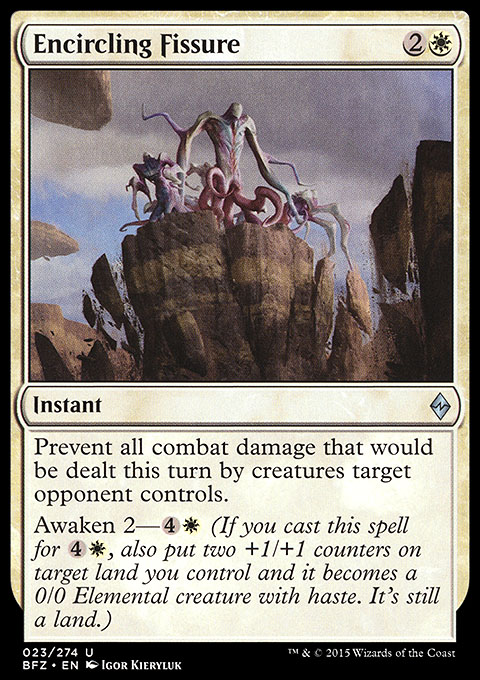 Encircling Fissure 2
Instant
Prevent all combat damage that would
be dealt this turn by creatures target
opponent controls.
Awaken 2—4 (If you cast this spell
for 4, also put two +1/+1 counters on
target land you control and it becomes a
0/0 Elemental creature with haste. It's still
a land.)
023/274 U
BFZ • EN Igor Kieryluk
™ & © 2015 Wizards of the Coast